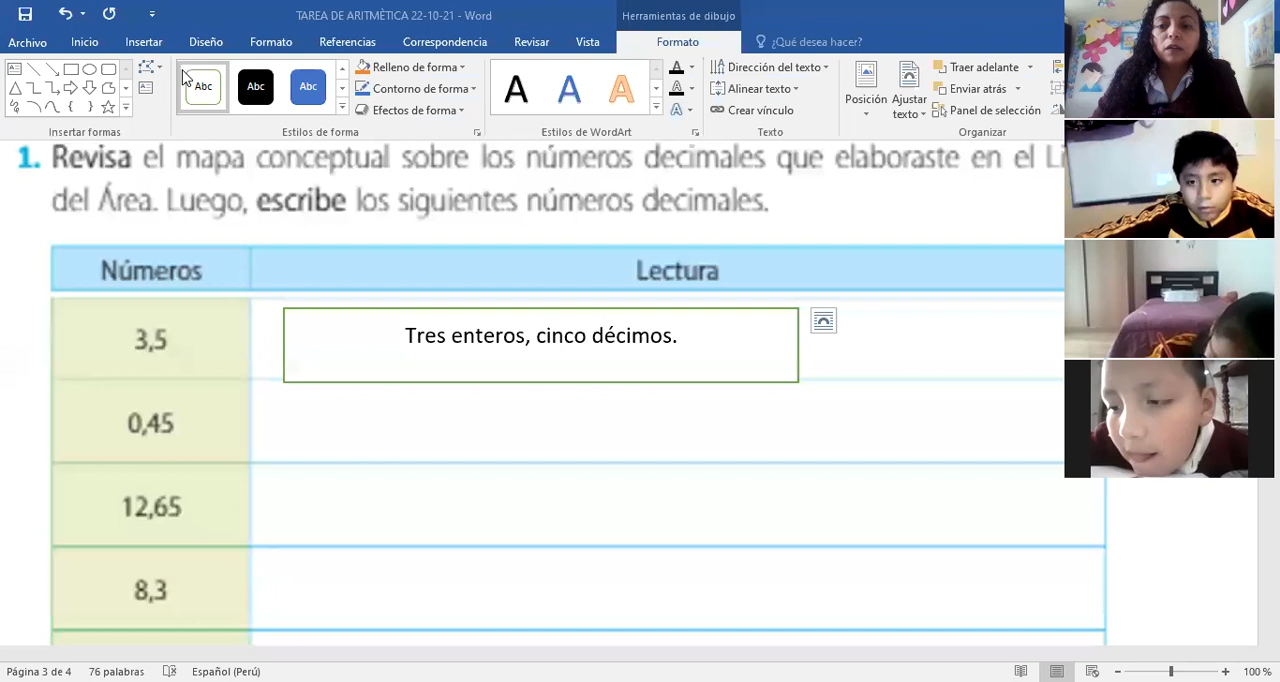 TAREA DE ARITMÈTICA 22-10-21 - Word
Herramientas de dibujo
Archivo Inicio Insertar Diseño Formato Referencias Correspondencia Revisar Vista Formato ¿Qué desea hacer?
Abc Abc Abc
Relleno de forma
Contorno de forma
Efectos de forma
A A A
Dirección del texto
Alinear texto
Crear vínculo
Posición
Ajustar texto
Traer adelante
Enviar atrás
Panel de selección
Insertar formas Estilos de forma Estilos de WordArt Texto Organizar
1. Revisa el mapa conceptual sobre los números decimales que elaboraste en el Li
del Área. Luego, escribe los siguientes números decimales.
Números Lectura
3,5 Tres enteros, cinco décimos.
0,45
12,65
8,3
Página 3 de 4 76 palabras Español (Perú) 100 %